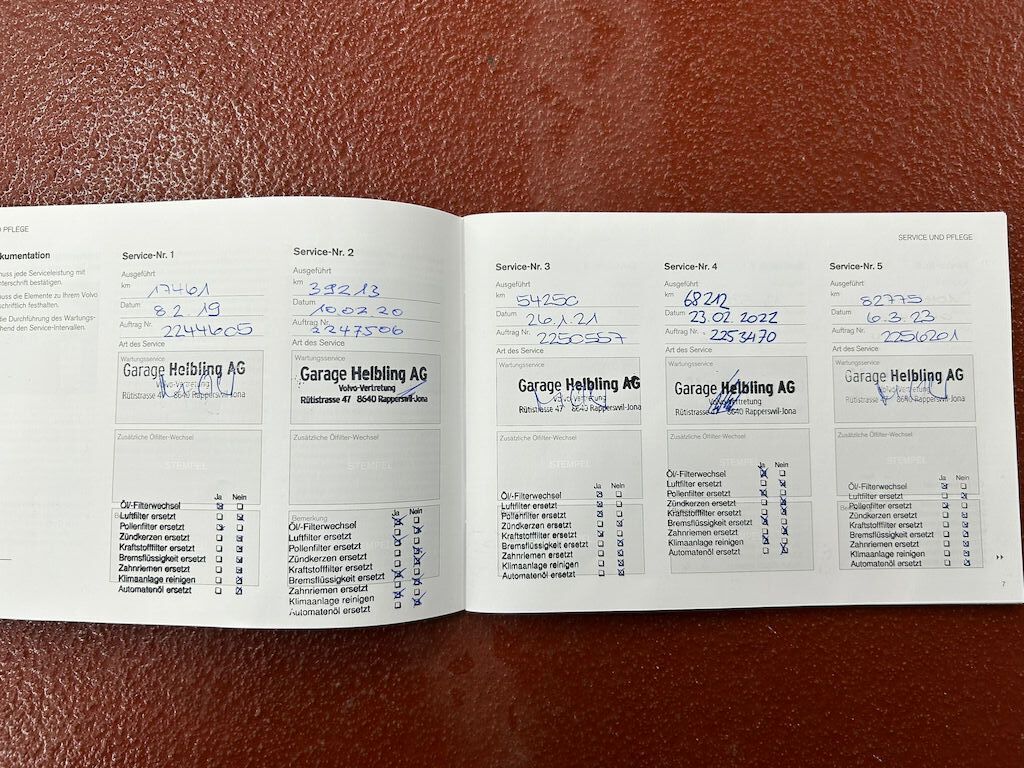 D PFLEGE
kumentation
uss jede Serviceleistung mit
nterschrift bestätigen.
uss die Elemente zu Ihrem Volvo
schriftlich festhalten.
die Durchführung des Wartungs-
hend den Service-Intervallen.
Service-Nr. 1
Ausgeführt
km 17461
Datum 8.2.19
Auftrag Nr. 2244605
Art des Service
Wartungsservice
Garage Helbling AG
Volvo-Vertretung
Rütistrasse 47 8640 Rapperswil-Jona
Zusätzliche Ölfilter-Wechsel
STEMPEL
Ja Nein
Öl/-Filterwechsel
Luftfilter ersetzt
Pollenfilter ersetzt
Zündkerzen ersetzt
Kraftstofffilter ersetzt
Bremsflüssigkeit ersetzt
Zahnriemen ersetzt
Klimaanlage reinigen
Automatenöl ersetzt
Service-Nr. 2
Ausgeführt
km 39213
Datum 10.02.20
Auftrag Nr. 2247506
Art des Service
Wartungsservice
Garage Helbling AG
Volvo-Vertretung
Rütistrasse 47 8640 Rapperswil-Jona
Zusätzliche Ölfilter-Wechsel
STEMPEL
Bemerkung
Ja Nein
Öl/-Filterwechsel
Luftfilter ersetzt
Pollenfilter ersetzt
Zündkerzen ersetzt
Kraftstofffilter ersetzt
Bremsflüssigkeit ersetzt
Zahnriemen ersetzt
Klimaanlage reinigen
Automatenöl ersetzt
SERVICE UND PFLEGE
Service-Nr. 3
Ausgeführt
km 54250
Datum 26.1.21
Auftrag Nr. 2250557
Art des Service
Wartungsservice
Garage Helbling AG
Volvo-Vertretung
Rütistrasse 47 8640 Rapperswil-Jona
Zusätzliche Ölfilter-Wechsel
STEMPEL
Ja Nein
Öl/-Filterwechsel
Luftfilter ersetzt
Pollenfilter ersetzt
Zündkerzen ersetzt
Kraftstofffilter ersetzt
Bremsflüssigkeit ersetzt
Zahnriemen ersetzt
Klimaanlage reinigen
Automatenöl ersetzt
Service-Nr. 4
Ausgeführt
km 68212
Datum 23.02.2022
Auftrag Nr. 2253470
Art des Service
Wartungsservice
Garage Helbling AG
Volvo-Vertretung
Rütistrasse 47 8640 Rapperswil-Jona
Zusätzliche Ölfilter-Wechsel
Ja Nein
Öl/-Filterwechsel
Luftfilter ersetzt
Pollenfilter ersetzt
Zündkerzen ersetzt
Kraftstofffilter ersetzt
Bremsflüssigkeit ersetzt
Zahnriemen ersetzt
Klimaanlage reinigen
Automatenöl ersetzt
Service-Nr. 5
Ausgeführt
km 82775
Datum 6.3.23
Auftrag Nr. 2256201
Art des Service
Wartungsservice
Garage Helbling AG
Volvo-Vertretung
Rütistrasse 47 8640 Rapperswil-Jona
Zusätzliche Ölfilter-Wechsel
STEMPEL
Ja Nein
Öl/-Filterwechsel
Luftfilter ersetzt
Pollenfilter ersetzt
Zündkerzen ersetzt
Kraftstofffilter ersetzt
Bremsflüssigkeit ersetzt
Zahnriemen ersetzt
Klimaanlage reinigen
Automatenöl ersetzt
7